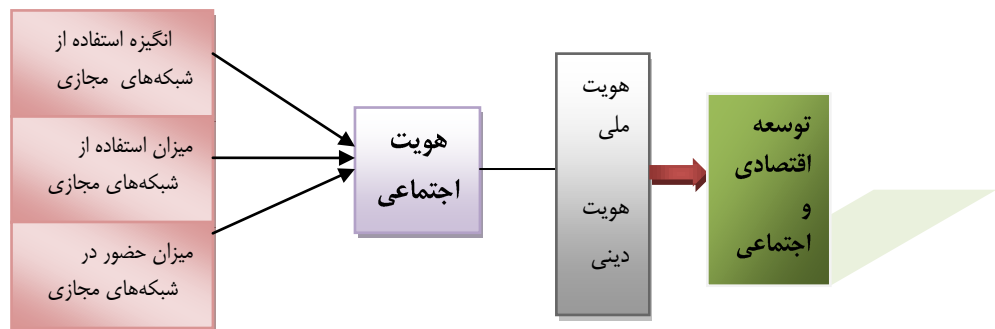 انگیزه استفاده از
شبکه‌های مجازی
میزان استفاده از
شبکه‌های مجازی
میزان حضور در
شبکه‌های مجازی
هویت
اجتماعی
هویت
ملی
هویت
دینی
توسعه
اقتصادی
و
اجتماعی